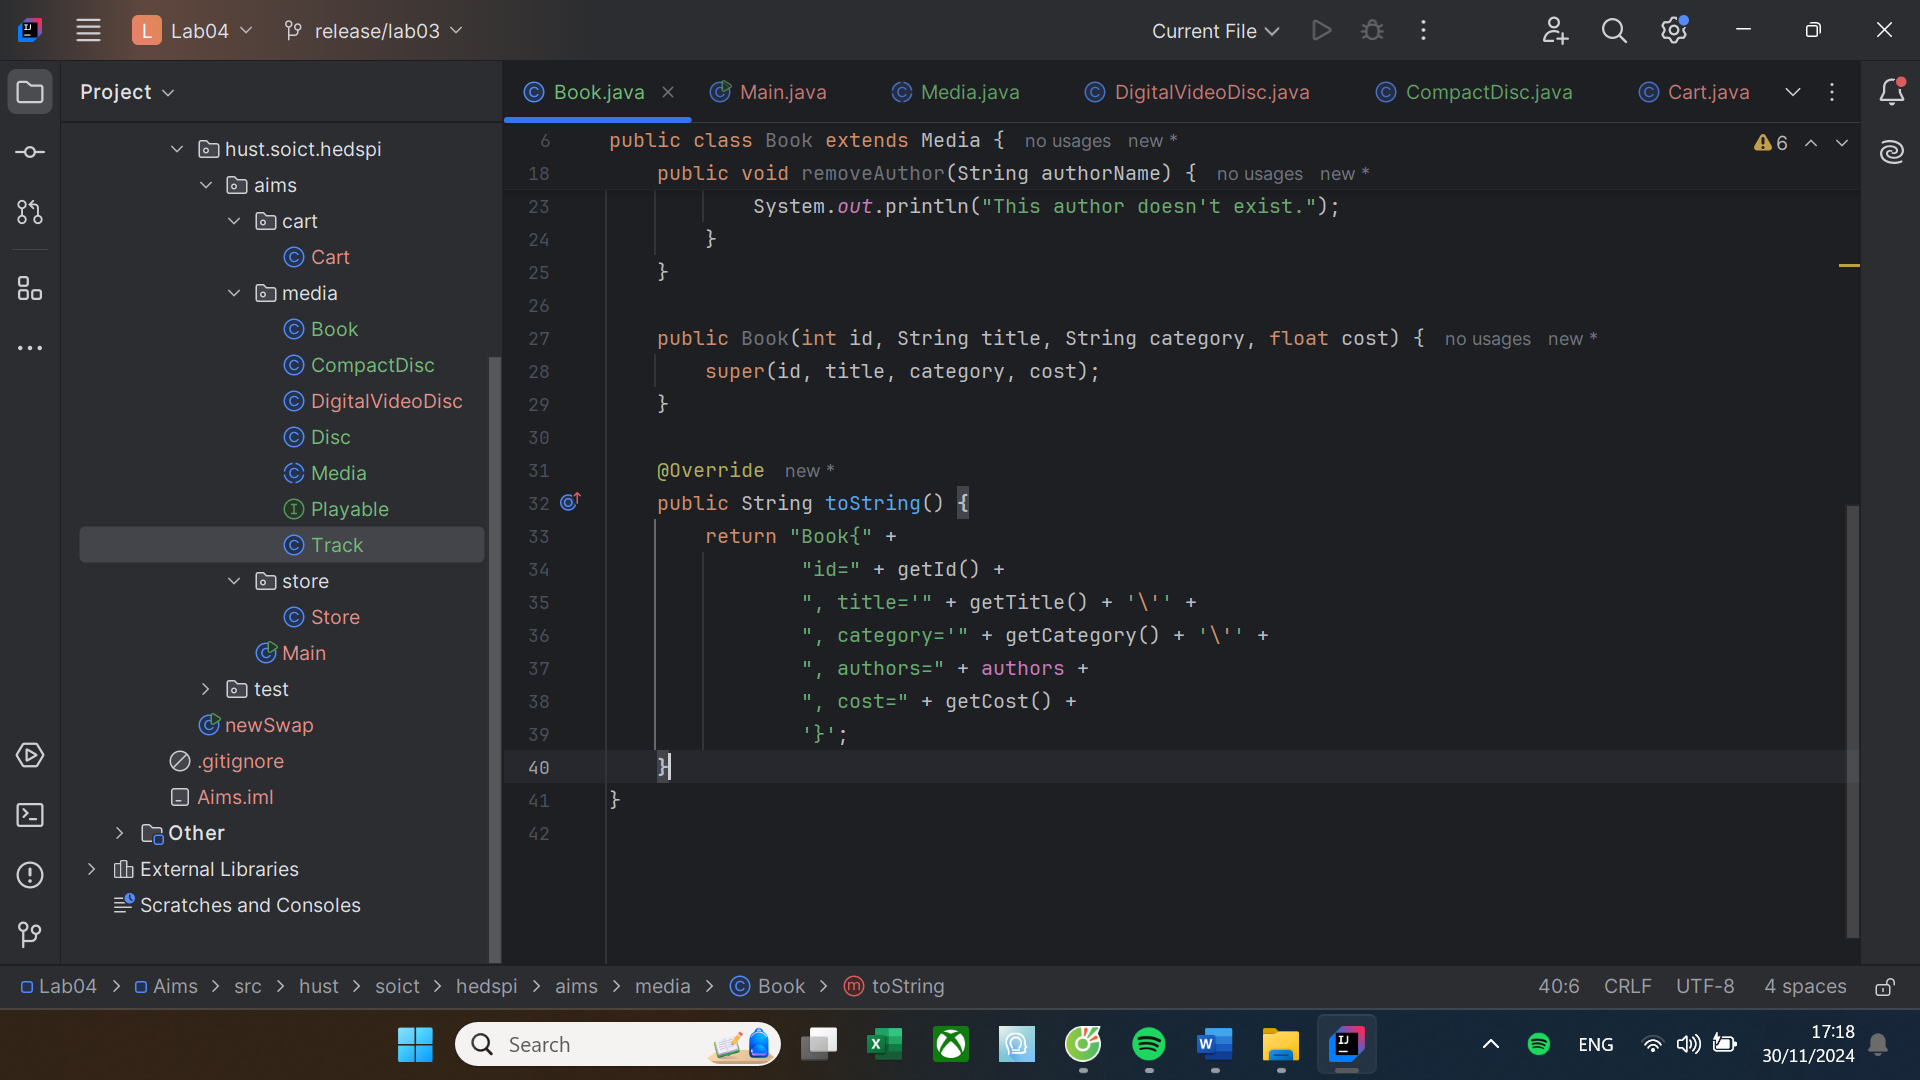 L Lab04 release/lab03 Current File
Project
hust.soict.hedspi
aims
cart
Cart
media
Book
CompactDisc
DigitalVideoDisc
Disc
Media
Playable
Track
store
Store
Main
test
newSwap
.gitignore
Aims.iml
Other
External Libraries
Scratches and Consoles
Book.java Main.java Media.java DigitalVideoDisc.java CompactDisc.java Cart.java
6 public class Book extends Media { no usages new * 6
18 public void removeAuthor(String authorName) { no usages new *
23 System.out.println("This author doesn't exist.");
24 }
25 }
26
27 public Book(int id, String title, String category, float cost) { no usages new *
28 super(id, title, category, cost);
29 }
30
31 @Override new *
32 public String toString() {
33 return "Book{" +
34 "id=" + getId() +
35 ", title='" + getTitle() + '\'' +
36 ", category='" + getCategory() + '\'' +
37 ", authors=" + authors +
38 ", cost=" + getCost() +
39 '}';
40 }
41 }
42
Lab04 > Aims > src > hust > soict > hedspi > aims > media > Book > toString 40:6 CRLF UTF-8 4 spaces
Search ENG 17:18
30/11/2024